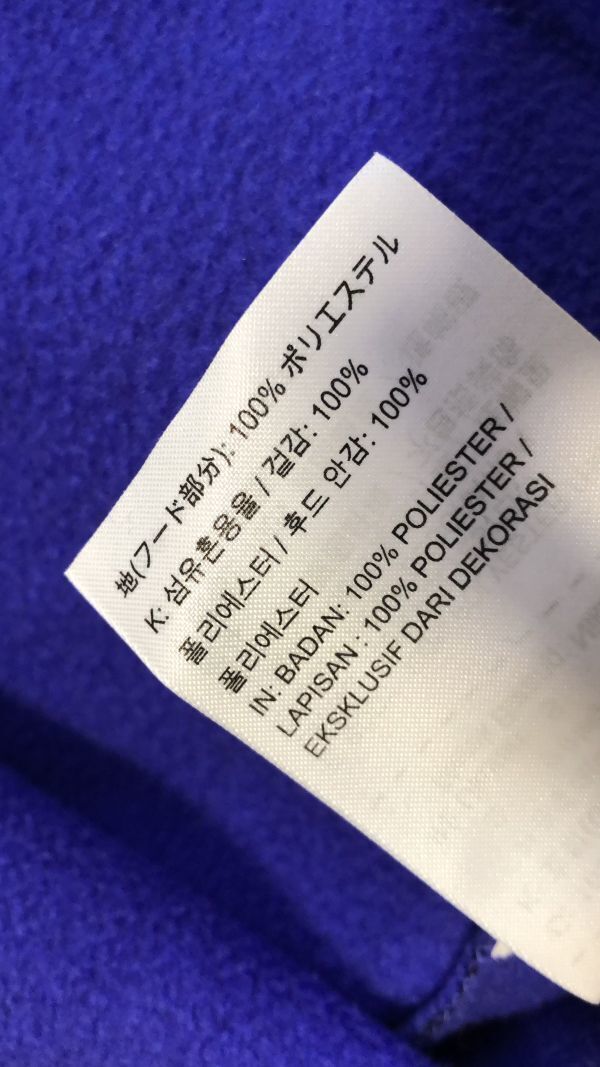 地(フード部分): 100% ポリエステル
K: 섬유혼용율 / 겉감: 100%
폴리에스터 / 후드 안감: 100%
폴리에스터
IN: BADAN: 100% POLIESTER /
LAPISAN : 100% POLIESTER /
EKSKLUSIF DARI DEKORASI